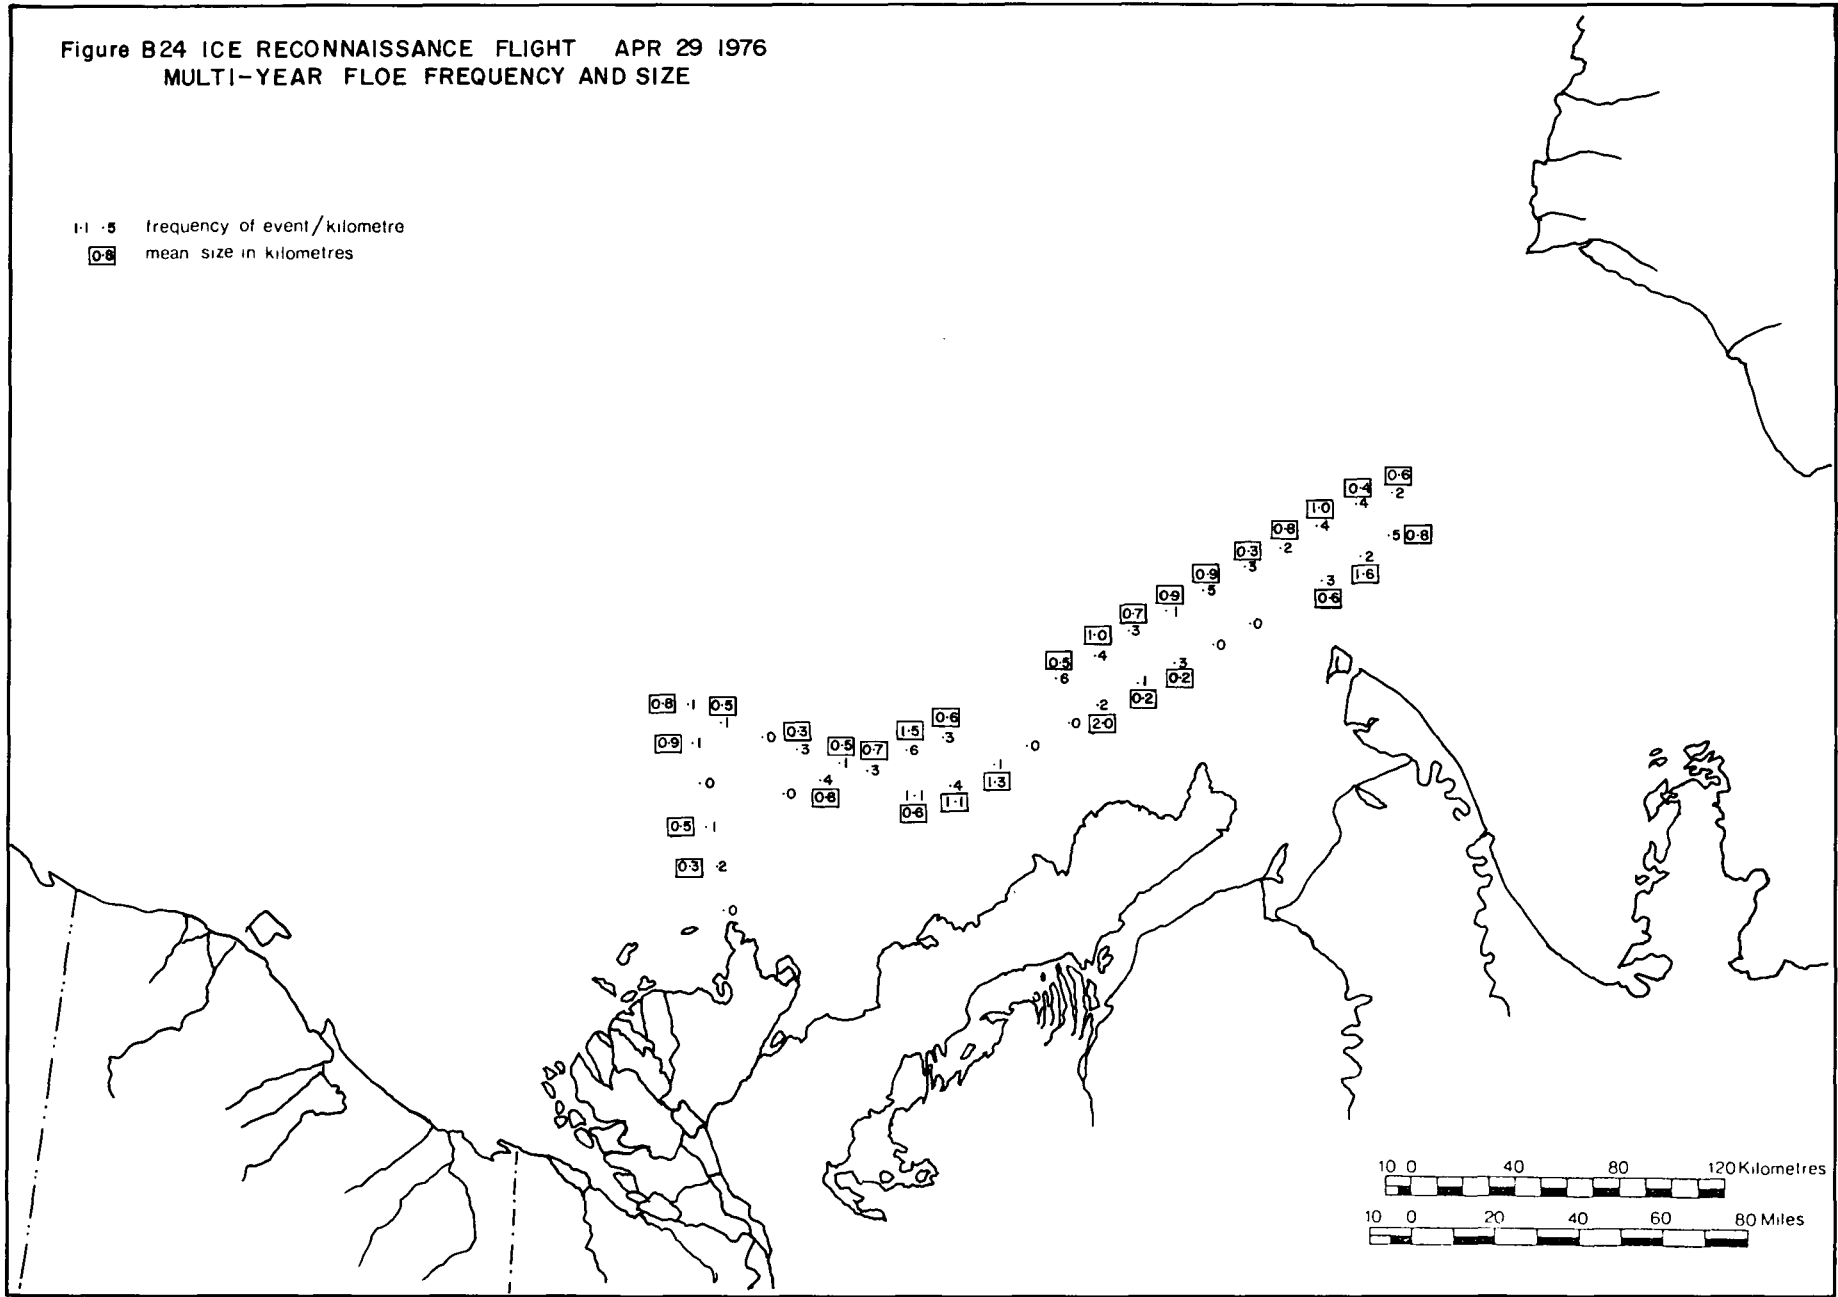 Figure B24 ICE RECONNAISSANCE FLIGHT APR 29 1976
MULTI-YEAR FLOE FREQUENCY AND SIZE
1·1 ·5 frequency of event/kilometre
0·8 mean size in kilometres
0·6
0·4 ·2
1·0 ·4
0·8 ·4 ·5 0·8
0·3 ·2 ·2
0·9 ·3 ·3 1·6
0·9 ·5 0·6
0·7 ·1
1·0 ·3 ·0
0·5 ·4 ·3 ·0
·6 ·1 0·2
0·8 ·1 0·5 ·2 0·2
·1 0·6 ·0 2·0
0·9 ·1 ·0 0·3 0·5 0·7 1·5 ·3 ·0
·3 ·1 ·3 ·6 ·1
·0 ·0 ·4 1·1 ·4 1·3
0·8 0·6 1·1
0·5 ·1
0·3 ·2
·0
10 0 40 80 120 Kilometres
10 0 20 40 60 80 Miles